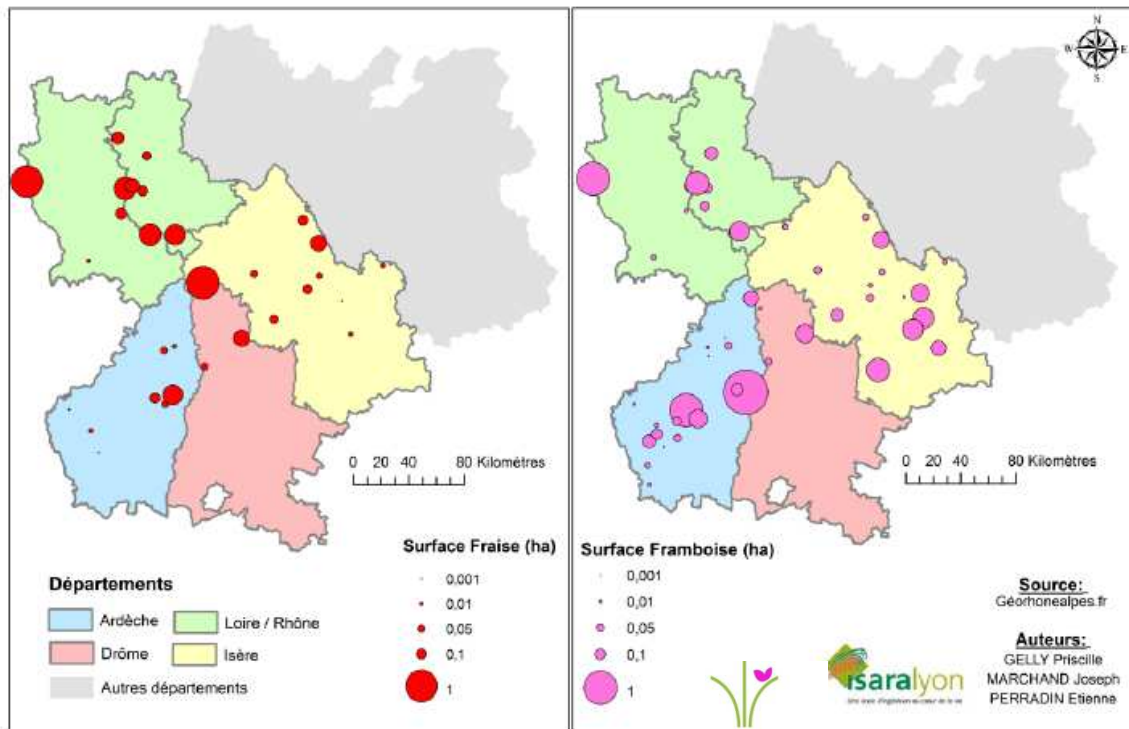 0 20 40 80 Kilomètres
Surface Fraise (ha)
0,001
0,01
0,05
0,1
1
Départements
Ardèche
Loire / Rhône
Drôme
Isère
Autres départements
N
W E
S
0 20 40 80 Kilomètres
Surface Framboise (ha)
0,001
0,01
0,05
0,1
1
isaralyon
Source:
Géorhonealpes.fr
Auteurs:
GELLY Priscille
MARCHAND Joseph
PERRADIN Etienne